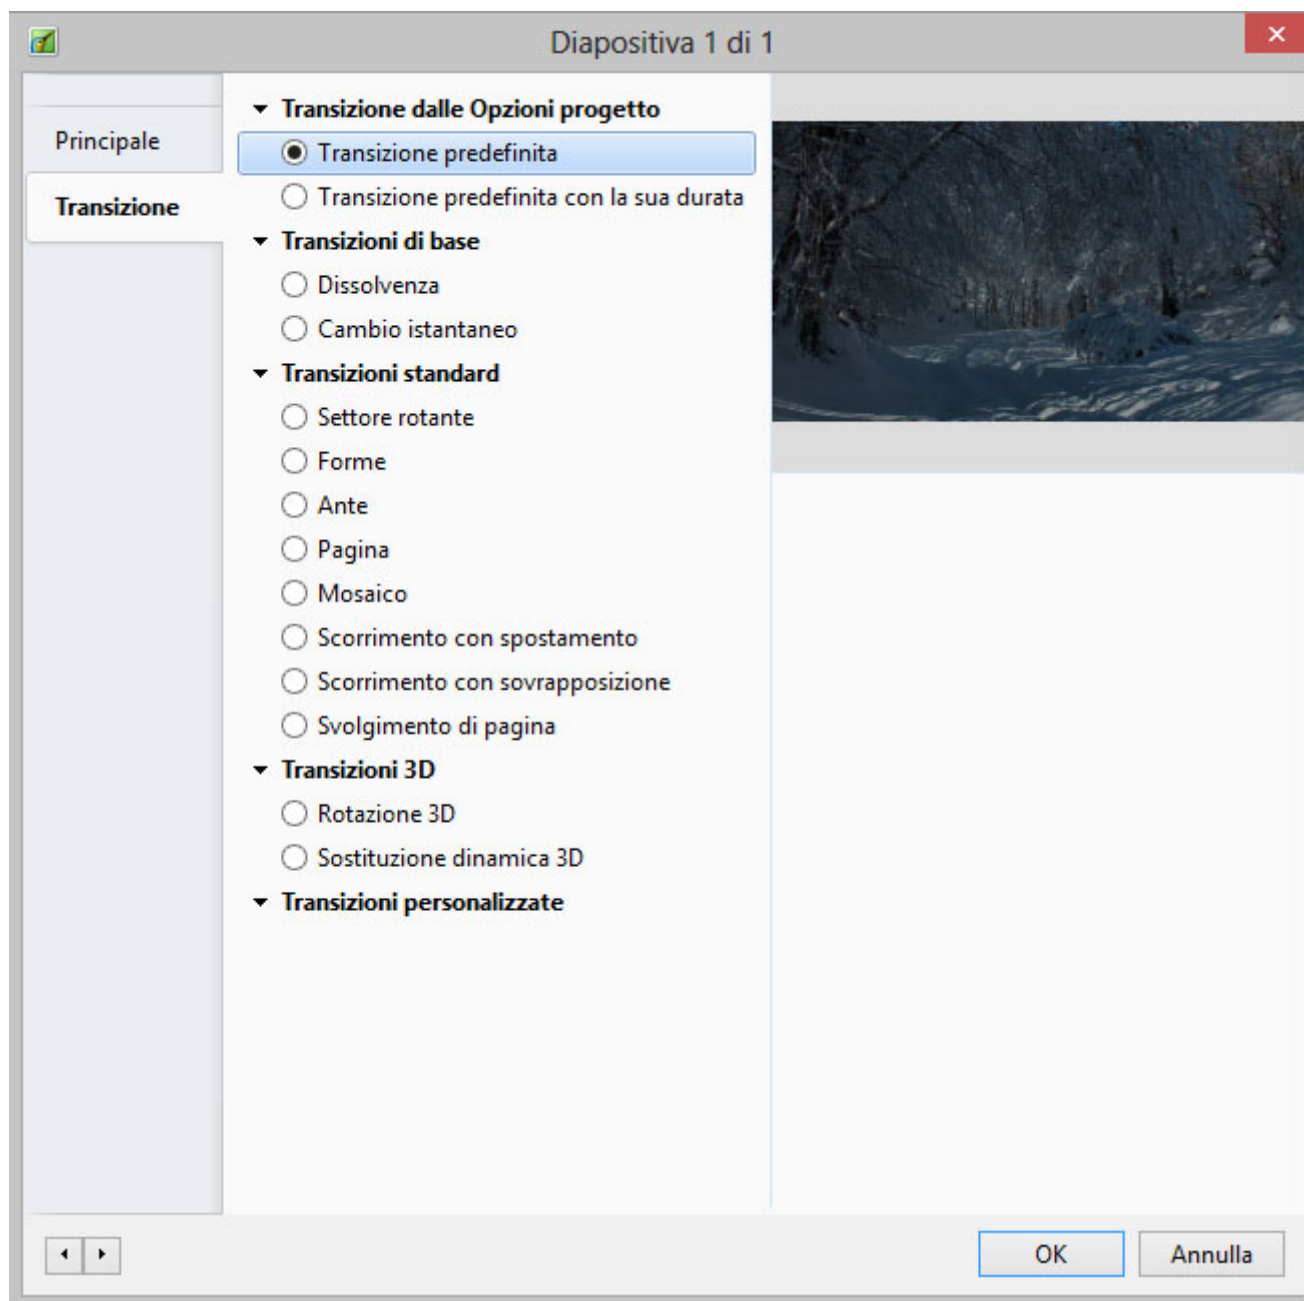 Diapositiva 1 di 1
Principale
Transizione
Transizione dalle Opzioni progetto
Transizione predefinita
Transizione predefinita con la sua durata
Transizioni di base
Dissolvenza
Cambio istantaneo
Transizioni standard
Settore rotante
Forme
Ante
Pagina
Mosaico
Scorrimento con spostamento
Scorrimento con sovrapposizione
Svolgimento di pagina
Transizioni 3D
Rotazione 3D
Sostituzione dinamica 3D
Transizioni personalizzate
OK
Annulla